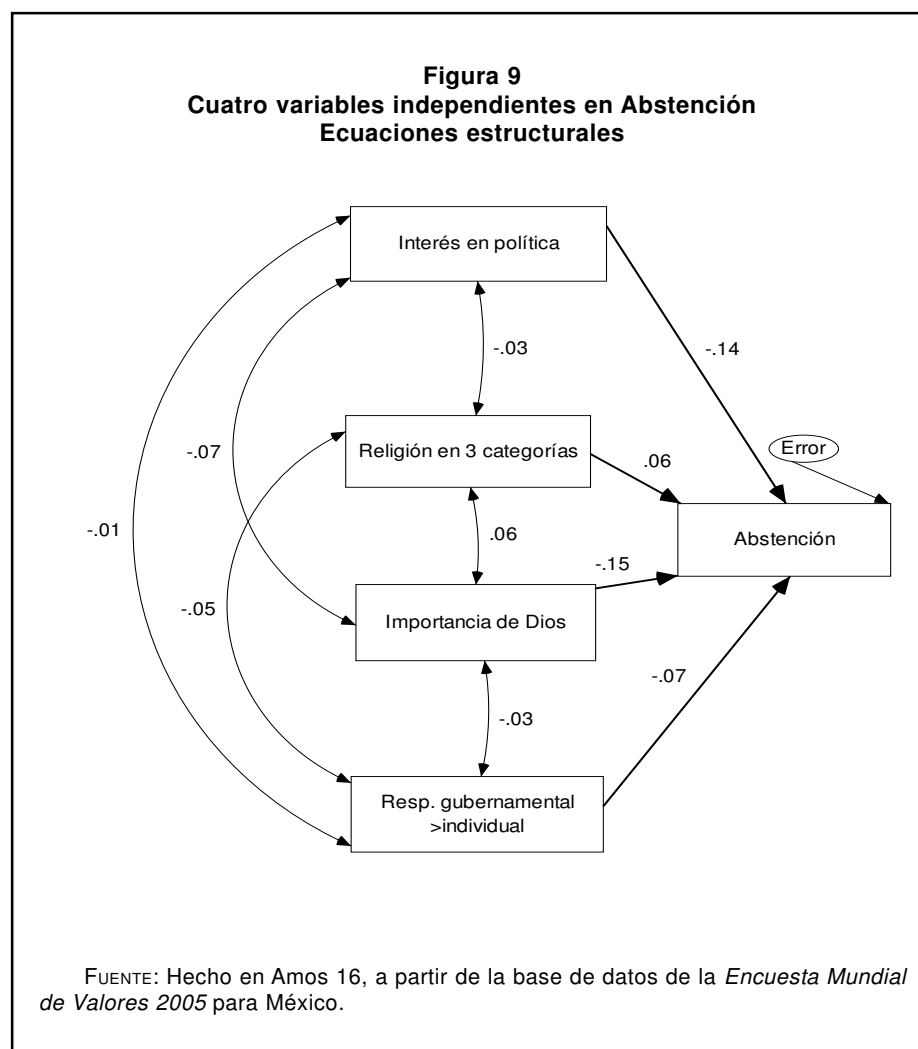 Figura 9
Cuatro variables independientes en Abstención
Ecuaciones estructurales
Interés en política
-.03
-.14
Religión en 3 categorías
Error
-.07
.06
-.01
.06
Abstención
-.15
-.05
Importancia de Dios
-.07
-.03
Resp. gubernamental
>individual
FUENTE: Hecho en Amos 16, a partir de la base de datos de la Encuesta Mundial
de Valores 2005 para México.